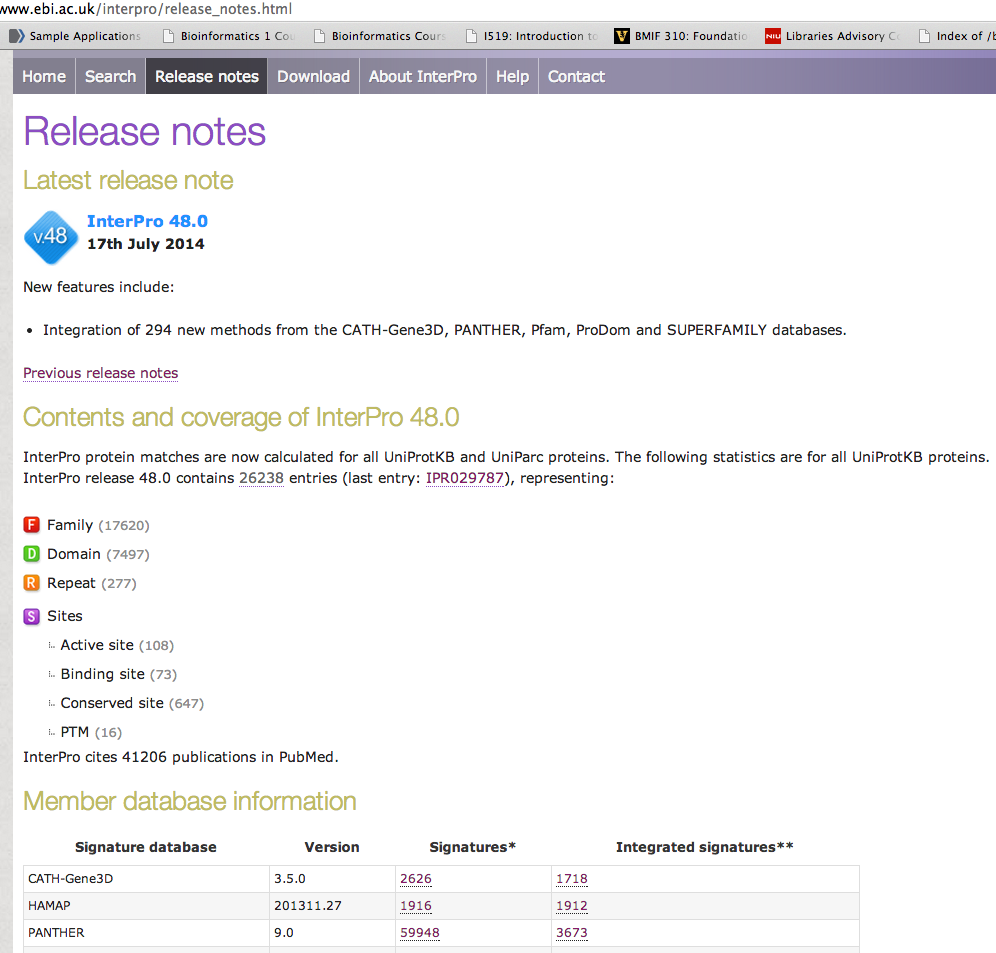 www.ebi.ac.uk/interpro/release_notes.html
Sample Applications Bioinformatics 1 Cou Bioinformatics Cours I519: Introduction to V BMIF 310: Foundatio NIU Libraries Advisory Co Index of /b
Home Search Release notes Download About InterPro Help Contact
Release notes
Latest release note
v.48 InterPro 48.0
17th July 2014
New features include:
• Integration of 294 new methods from the CATH-Gene3D, PANTHER, Pfam, ProDom and SUPERFAMILY databases.
Previous release notes
Contents and coverage of InterPro 48.0
InterPro protein matches are now calculated for all UniProtKB and UniParc proteins. The following statistics are for all UniProtKB proteins.
InterPro release 48.0 contains 26238 entries (last entry: IPR029787), representing:
F Family (17620)
D Domain (7497)
R Repeat (277)
S Sites
Active site (108)
Binding site (73)
Conserved site (647)
PTM (16)
InterPro cites 41206 publications in PubMed.
Member database information
Signature database Version Signatures* Integrated signatures**
CATH-Gene3D 3.5.0 2626 1718
HAMAP 201311.27 1916 1912
PANTHER 9.0 59948 3673